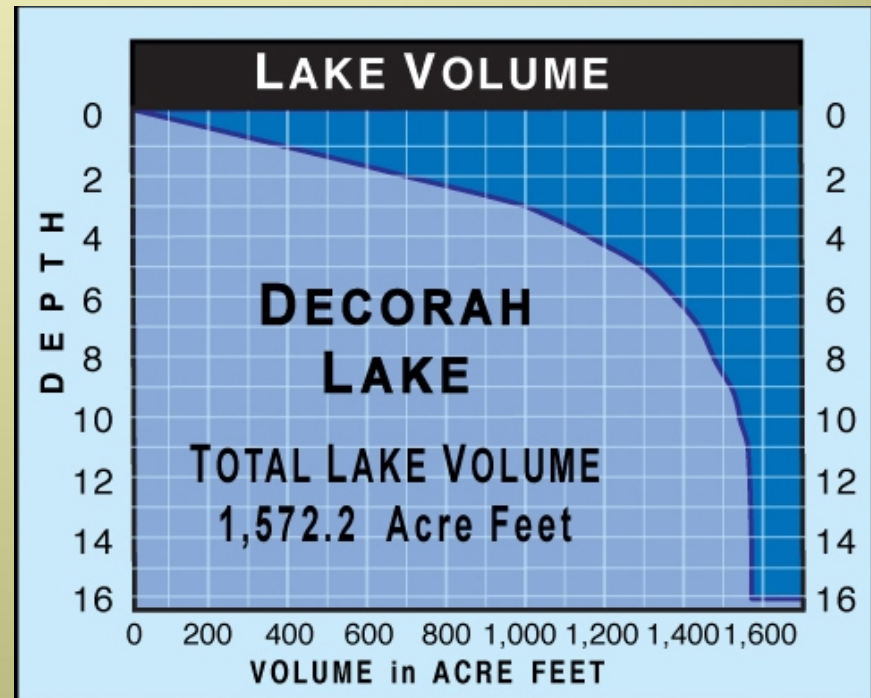 LAKE VOLUME
0 0
2 2
4 4
6 6
8 8
10 10
12 12
14 14
16 16
DEPTH
DECORAH
LAKE
TOTAL LAKE VOLUME
1,572.2 Acre Feet
0 200 400 600 800 1,000 1,200 1,400 1,600
VOLUME in ACRE FEET